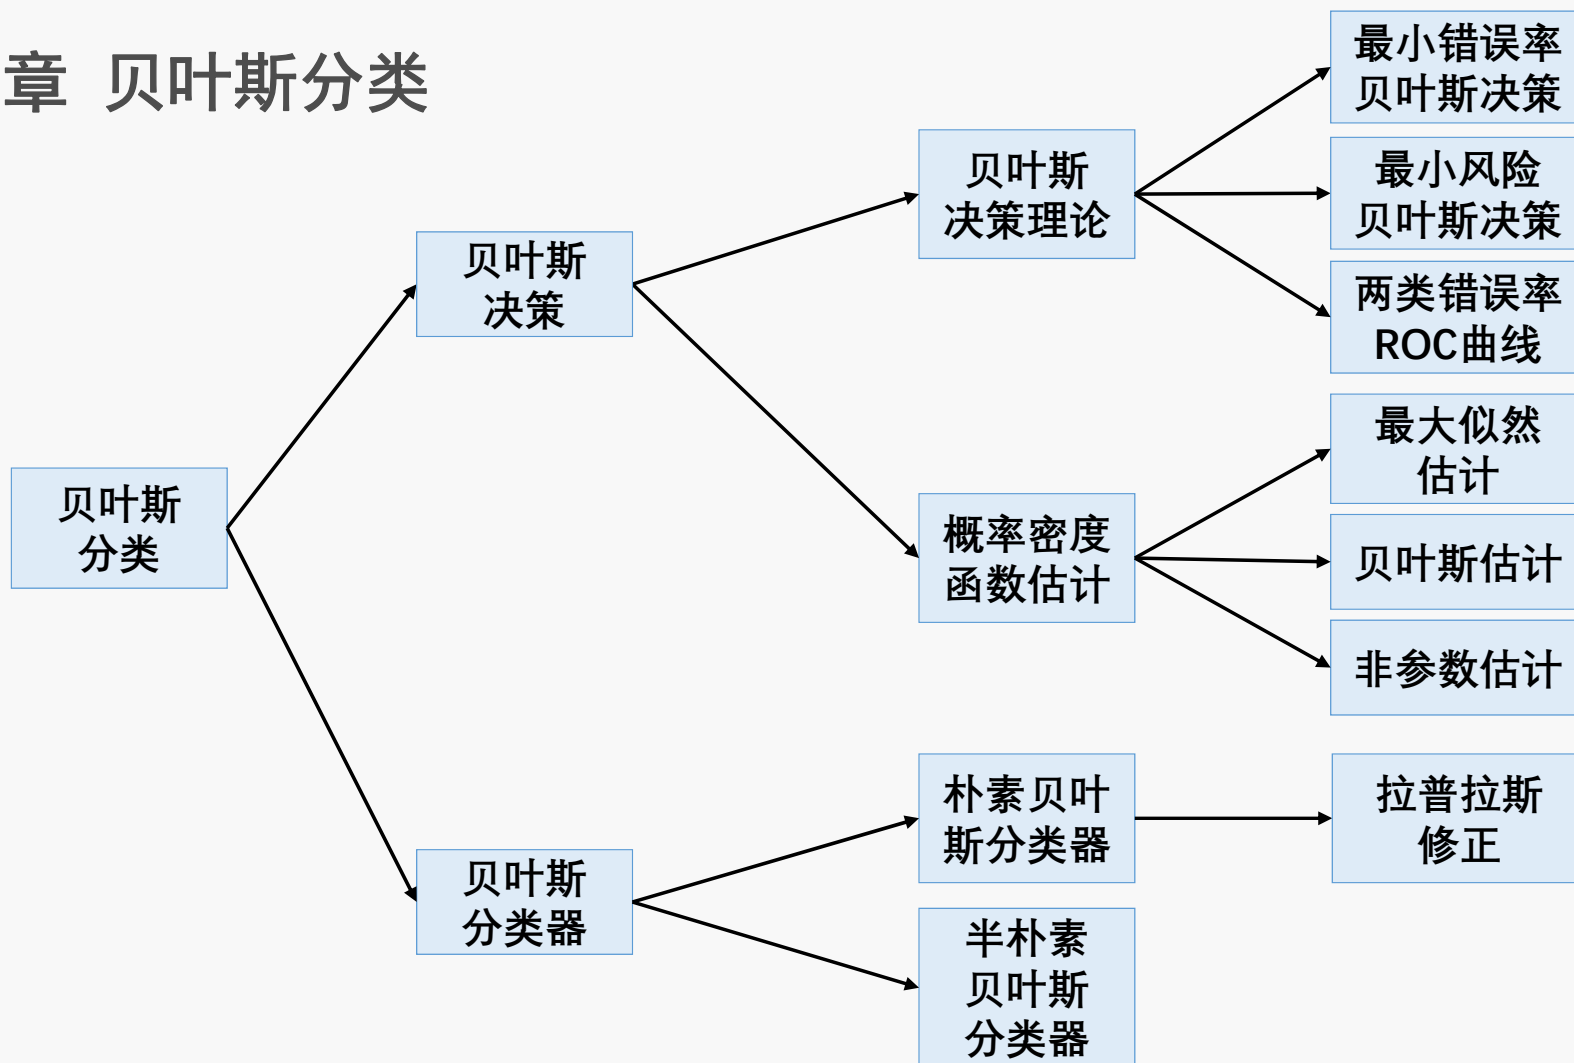 章 贝叶斯分类
最小错误率
贝叶斯决策
贝叶斯
决策理论
最小风险
贝叶斯决策
贝叶斯
决策
两类错误率
ROC曲线
最大似然
估计
贝叶斯
分类
概率密度
函数估计
贝叶斯估计
非参数估计
朴素贝叶
斯分类器
拉普拉斯
修正
贝叶斯
分类器
半朴素
贝叶斯
分类器